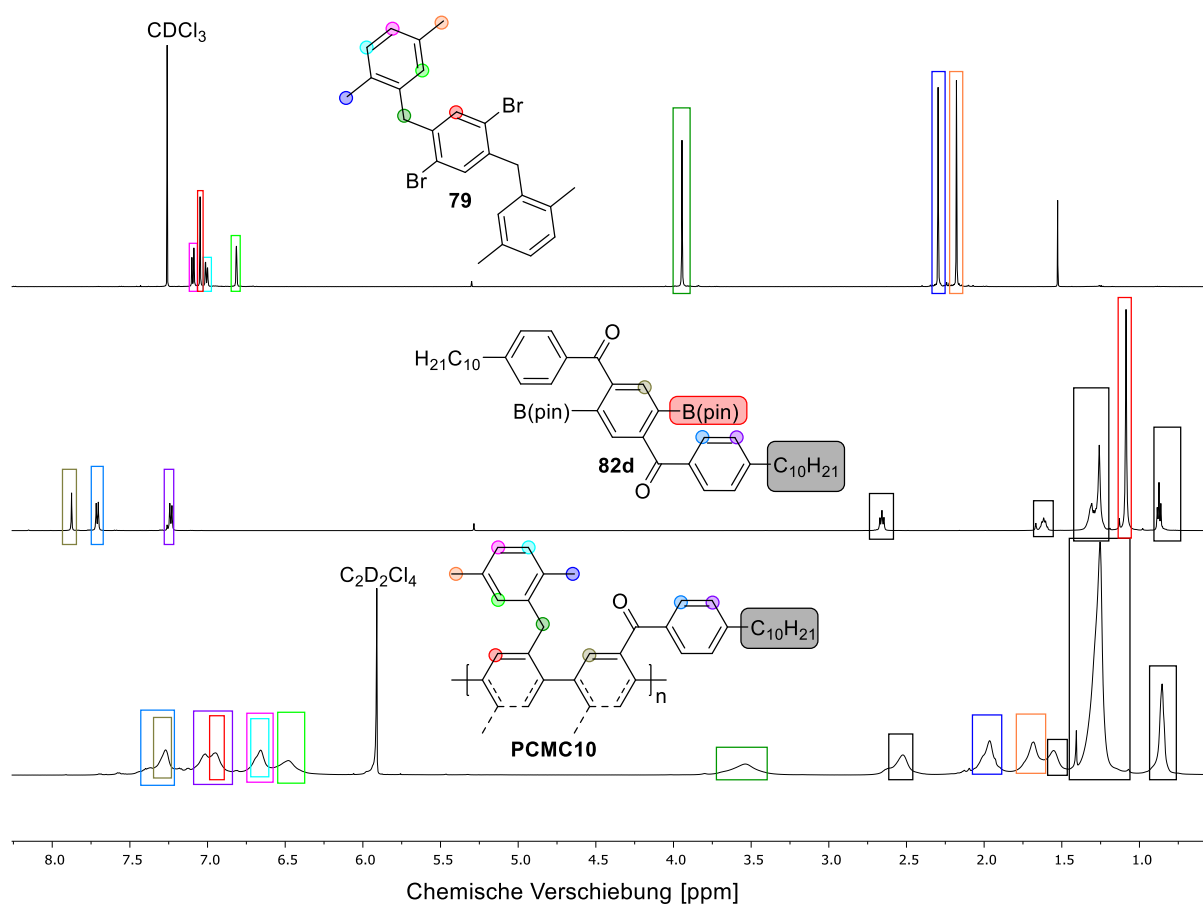 CDCl₃
Br
Br
79
O
H₂₁C₁₀
B(pin)
B(pin)
82d
C₁₀H₂₁
O
C₂D₂Cl₄
O
C₁₀H₂₁
n
PCMC10
8.0 7.5 7.0 6.5 6.0 5.5 5.0 4.5 4.0 3.5 3.0 2.5 2.0 1.5 1.0
Chemische Verschiebung [ppm]